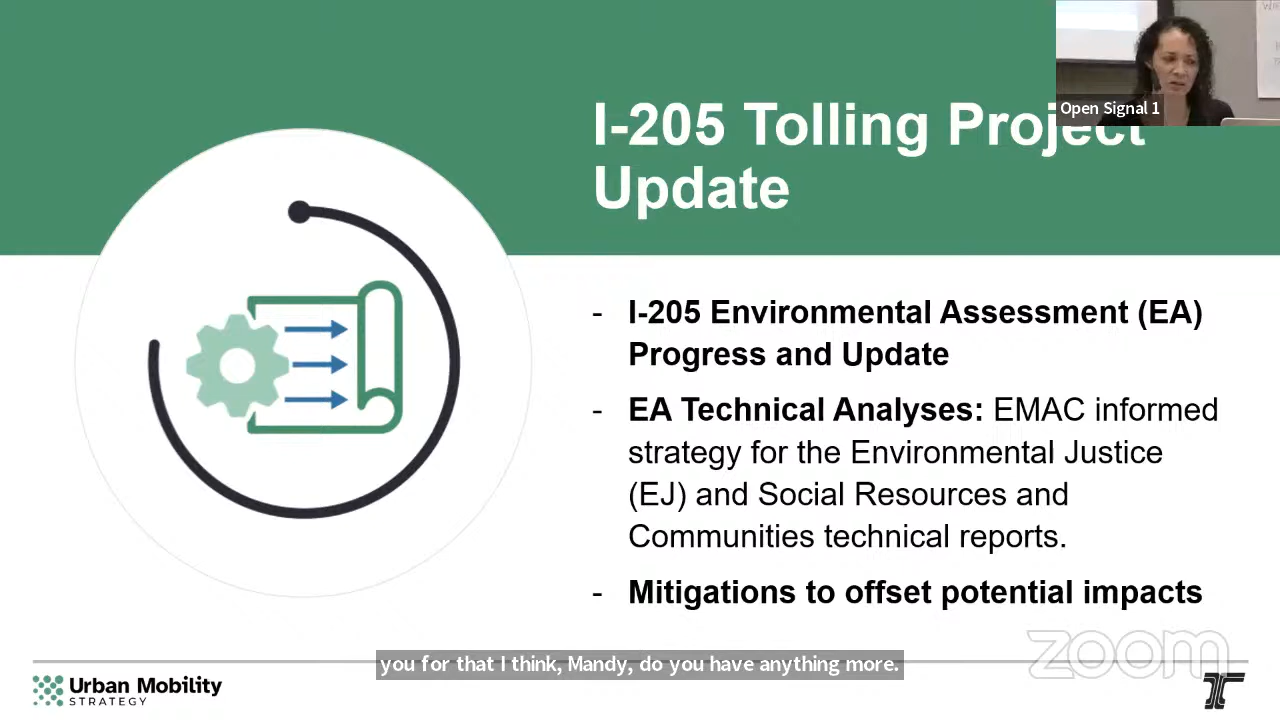 Open Signal 1
I-205 Tolling Project
Update
- I-205 Environmental Assessment (EA)
Progress and Update
- EA Technical Analyses: EMAC informed
strategy for the Environmental Justice
(EJ) and Social Resources and
Communities technical reports.
- Mitigations to offset potential impacts
zoom
you for that I think, Mandy, do you have anything more.
Urban Mobility
STRATEGY